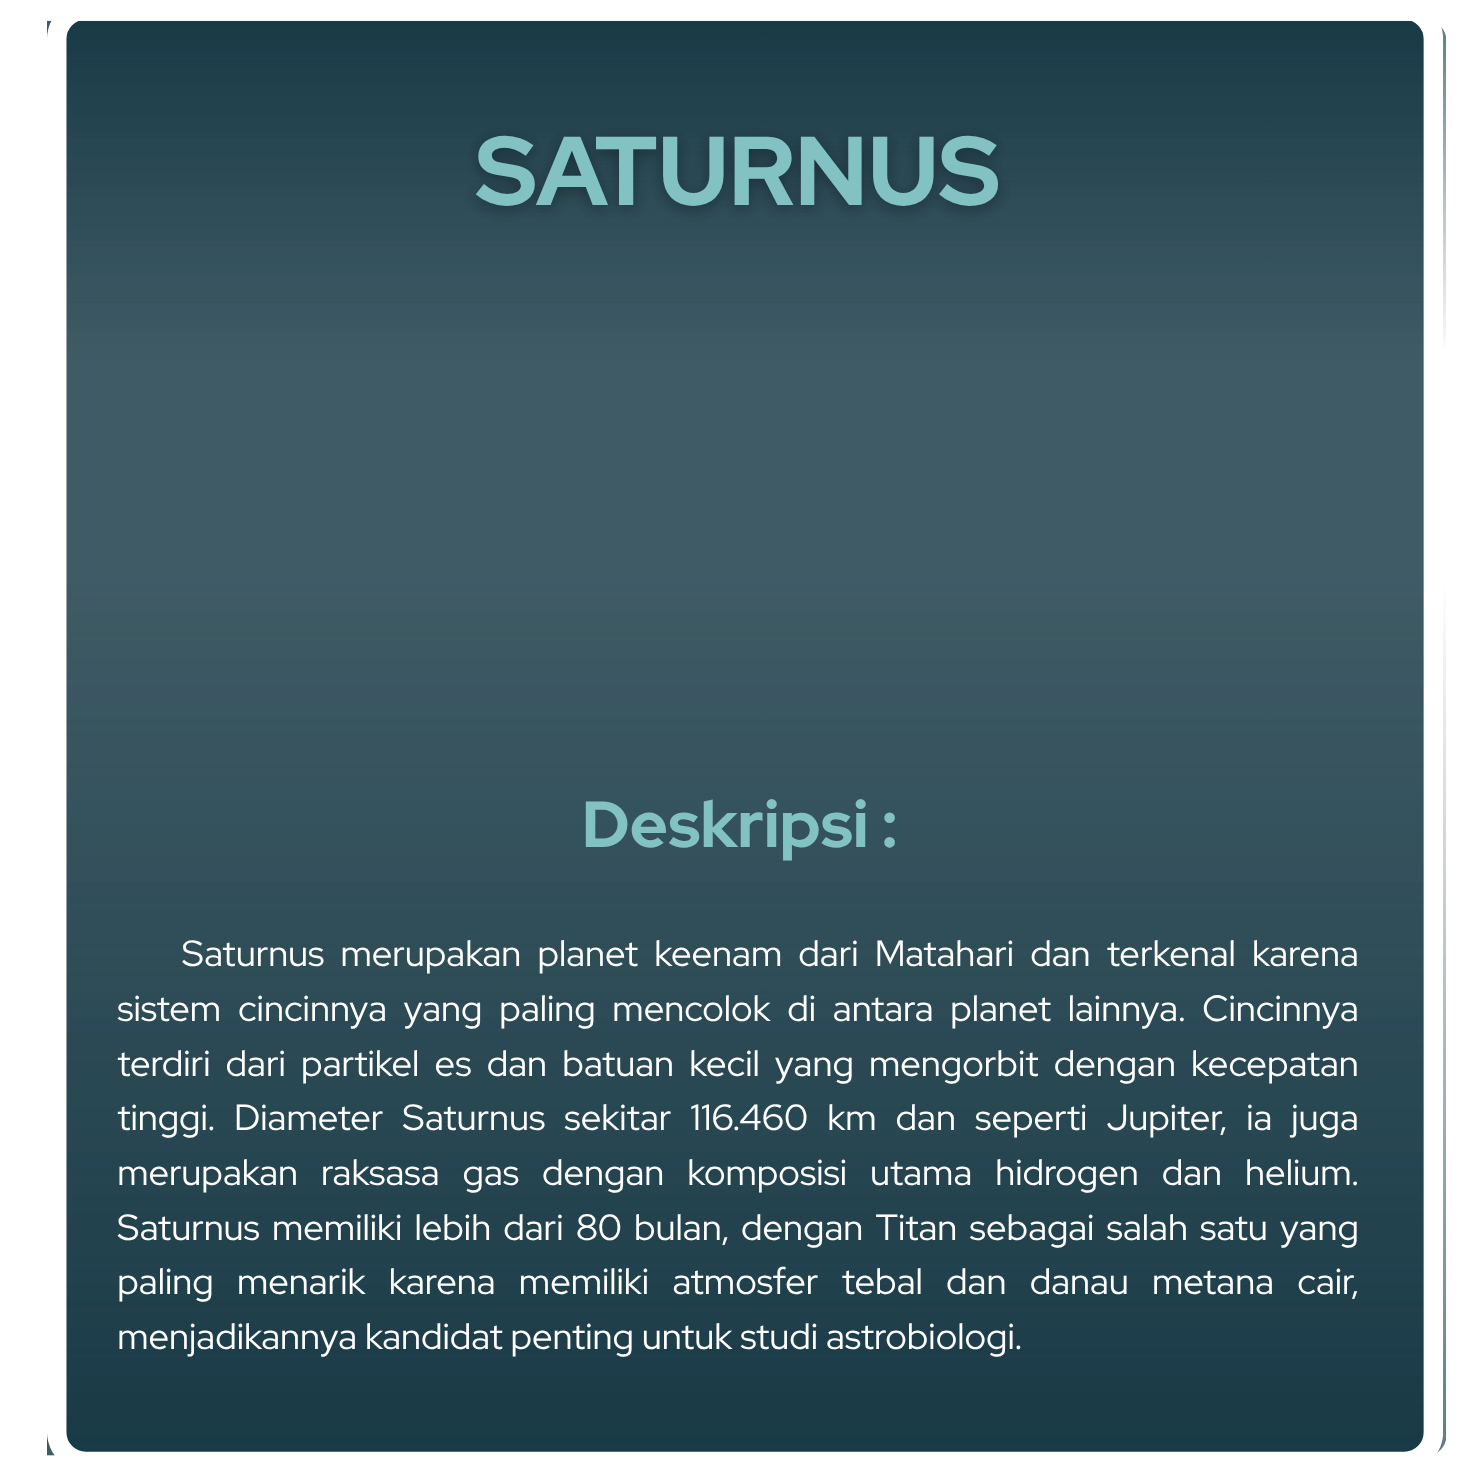 SATURNUS
Deskripsi :
Saturnus merupakan planet keenam dari Matahari dan terkenal karena
sistem cincinnya yang paling mencolok di antara planet lainnya. Cincinnya
terdiri dari partikel es dan batuan kecil yang mengorbit dengan kecepatan
tinggi. Diameter Saturnus sekitar 116.460 km dan seperti Jupiter, ia juga
merupakan raksasa gas dengan komposisi utama hidrogen dan helium.
Saturnus memiliki lebih dari 80 bulan, dengan Titan sebagai salah satu yang
paling menarik karena memiliki atmosfer tebal dan danau metana cair,
menjadikannya kandidat penting untuk studi astrobiologi.